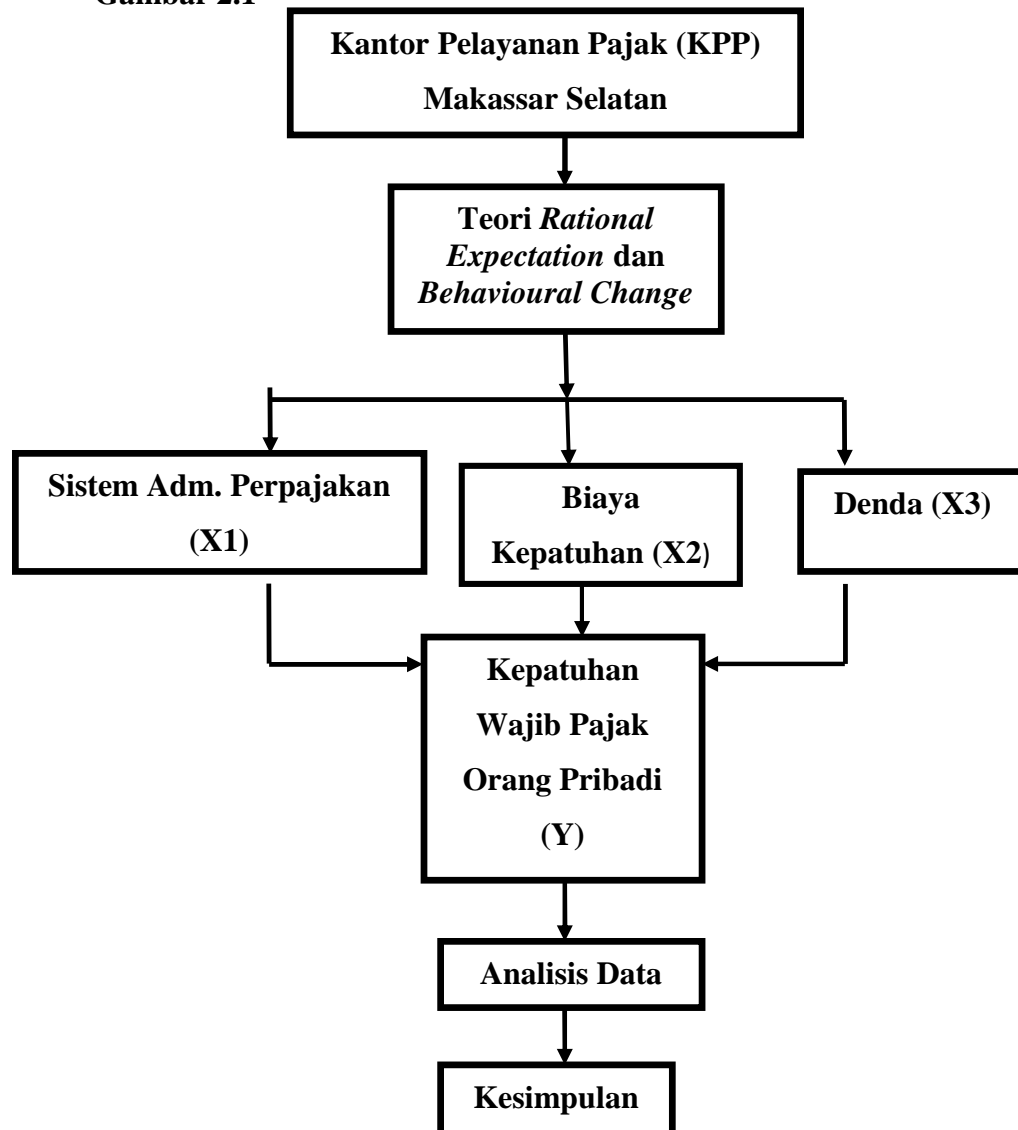 Gambar 2.1
Kantor Pelayanan Pajak (KPP)
Makassar Selatan
Teori Rational
Expectation dan
Behavioural Change
Sistem Adm. Perpajakan
(X1)
Biaya
Kepatuhan (X2)
Denda (X3)
Kepatuhan
Wajib Pajak
Orang Pribadi
(Y)
Analisis Data
Kesimpulan